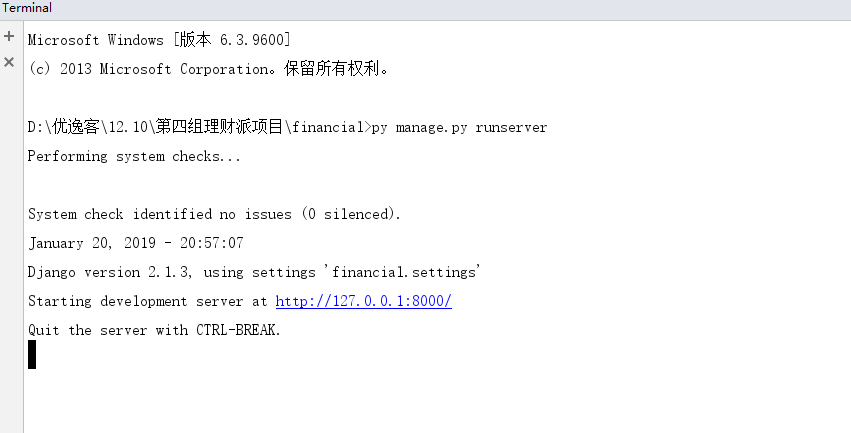 Terminal
Microsoft Windows [版本 6.3.9600]
(c) 2013 Microsoft Corporation。保留所有权利。
D:\优逸客\12.10\第四组理财派项目\financial>py manage.py runserver
Performing system checks...
System check identified no issues (0 silenced).
January 20, 2019 - 20:57:07
Django version 2.1.3, using settings 'financial.settings'
Starting development server at http://127.0.0.1:8000/
Quit the server with CTRL-BREAK.